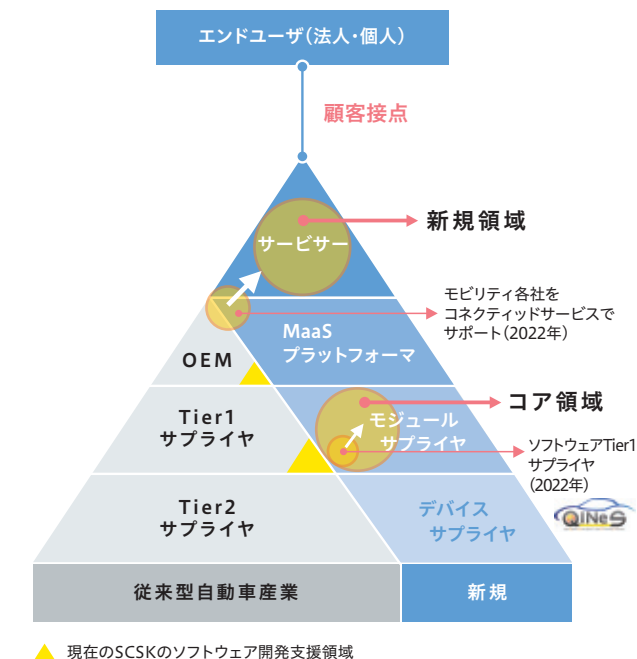 エンドユーザ(法人・個人)
顧客接点
新規領域
サービサー
モビリティ各社を
コネクティッドサービスで
サポート(2022年)
MaaS
プラットフォーマ
OEM
コア領域
Tier1
サプライヤ
モジュール
サプライヤ
ソフトウェアTier1
サプライヤ
(2022年)
QINeS
Tier2
サプライヤ
デバイス
サプライヤ
従来型自動車産業
新規
現在のSCSKのソフトウェア開発支援領域